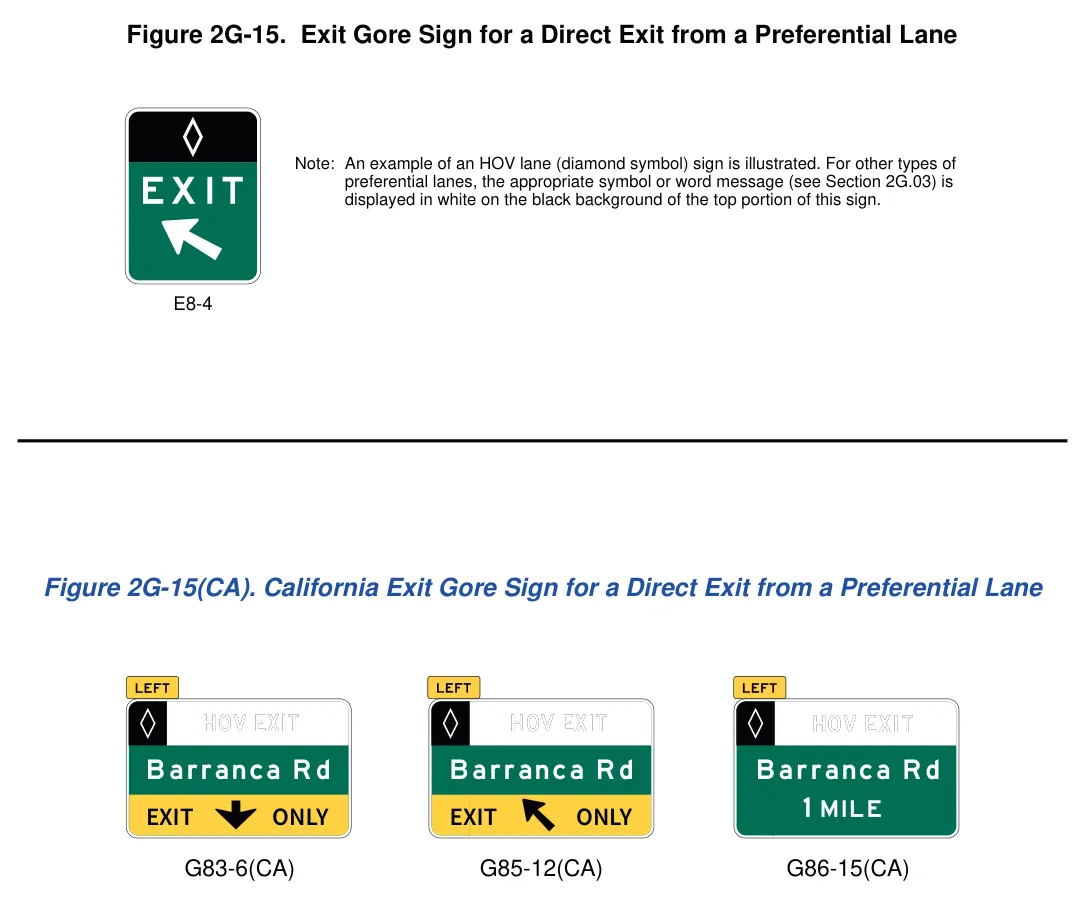 Figure 2G-15. Exit Gore Sign for a Direct Exit from a Preferential Lane
EXIT
Note: An example of an HOV lane (diamond symbol) sign is illustrated. For other types of
preferential lanes, the appropriate symbol or word message (see Section 2G.03) is
displayed in white on the black background of the top portion of this sign.
E8-4
Figure 2G-15(CA). California Exit Gore Sign for a Direct Exit from a Preferential Lane
LEFT
HOV EXIT
Barranca Rd
EXIT ONLY
G83-6(CA)
LEFT
HOV EXIT
Barranca Rd
EXIT ONLY
G85-12(CA)
LEFT
HOV EXIT
Barranca Rd
1 MILE
G86-15(CA)